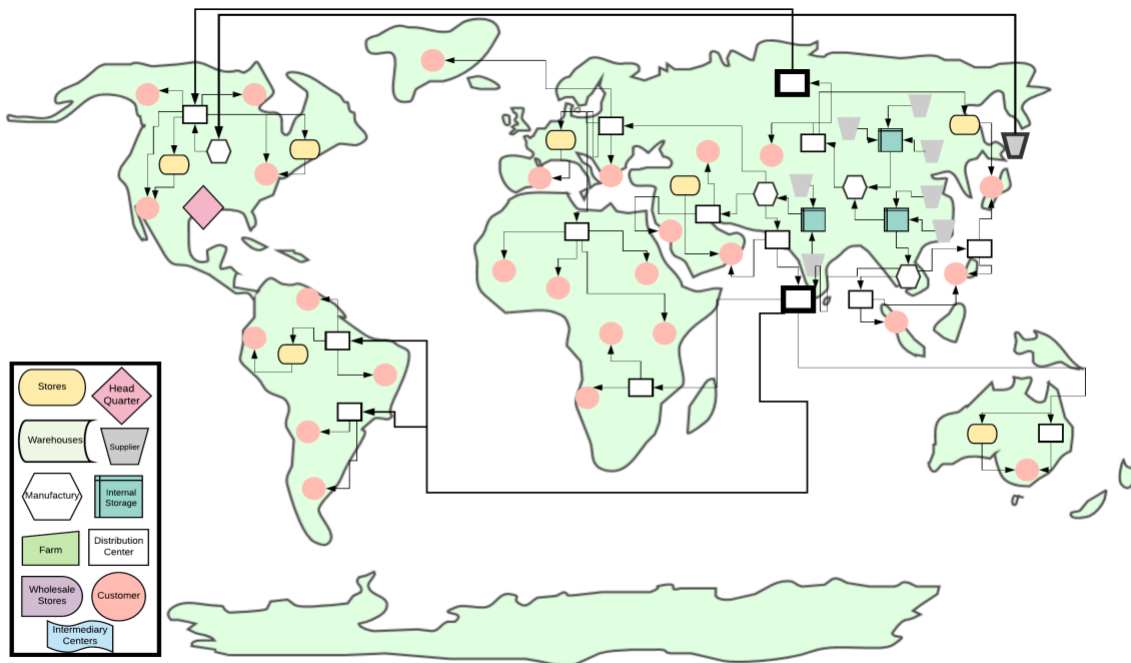 Stores
Head
Quarter
Warehouses
Supplier
Manufactury
Internal
Storage
Farm
Distribution
Center
Wholesale
Stores
Customer
Intermediary
Centers